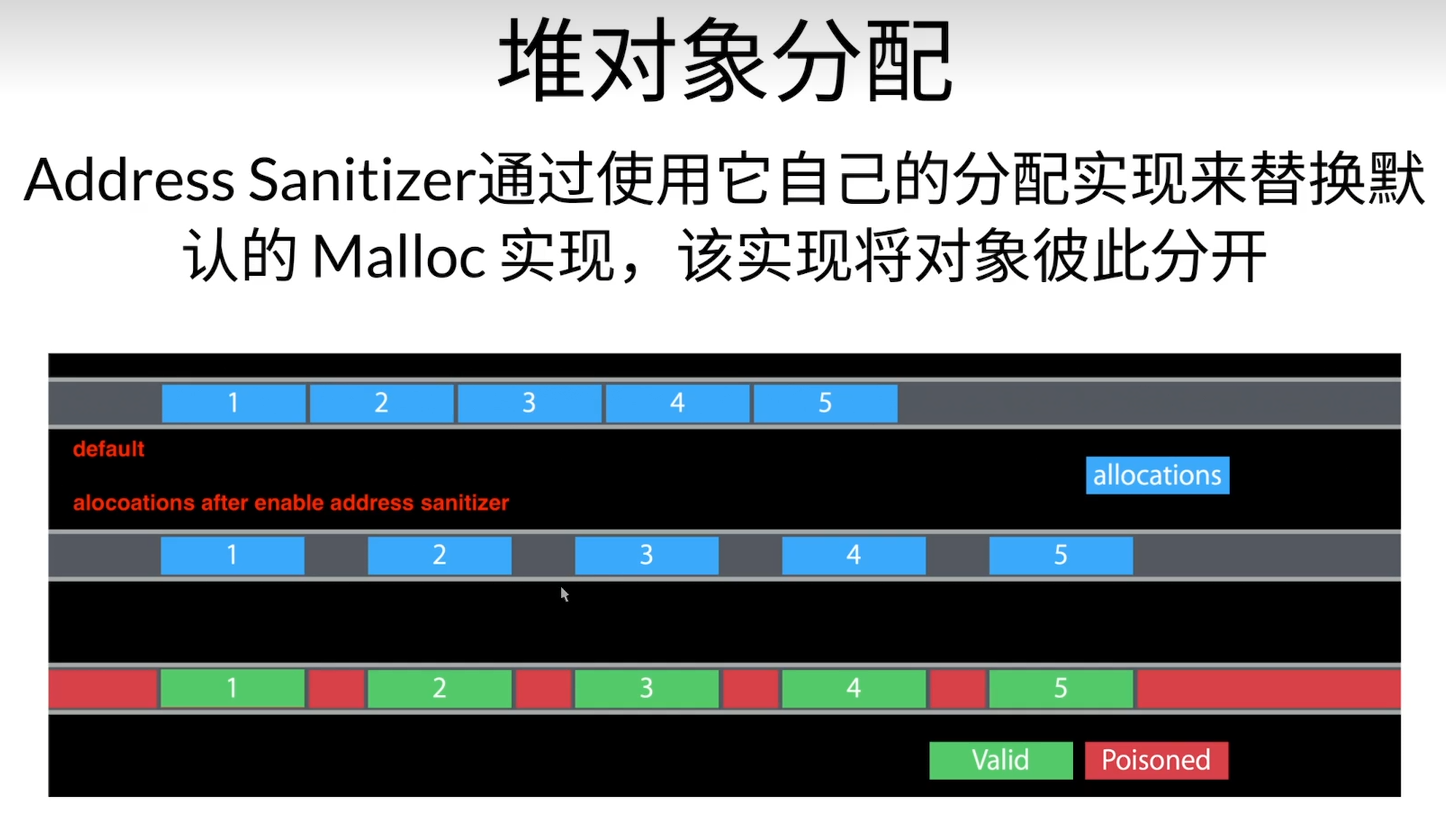 堆对象分配
Address Sanitizer通过使用它自己的分配实现来替换默
认的 Malloc 实现，该实现将对象彼此分开
1 2 3 4 5
default
allocations
alocoations after enable address sanitizer
1 2 3 4 5
1 2 3 4 5
Valid Poisoned